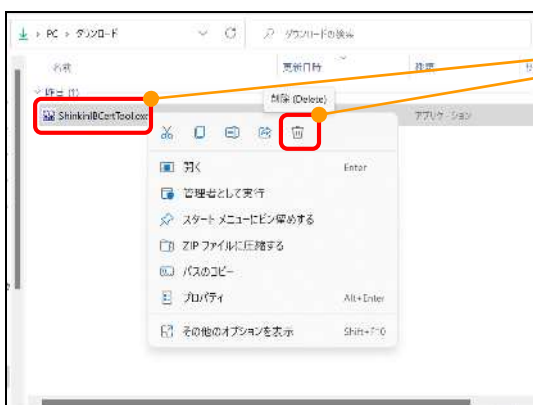 PC > ダウンロード
ダウンロードの検索
名前
更新日時
種類
昨日 (1)
削除 (Delete)
ShinkinIBCertTool.exe
アプリケーション
開く Enter
管理者として実行
スタート メニューにピン留めする
ZIP ファイルに圧縮する
パスのコピー
プロパティ Alt+Enter
その他のオプションを表示 Shift+F10